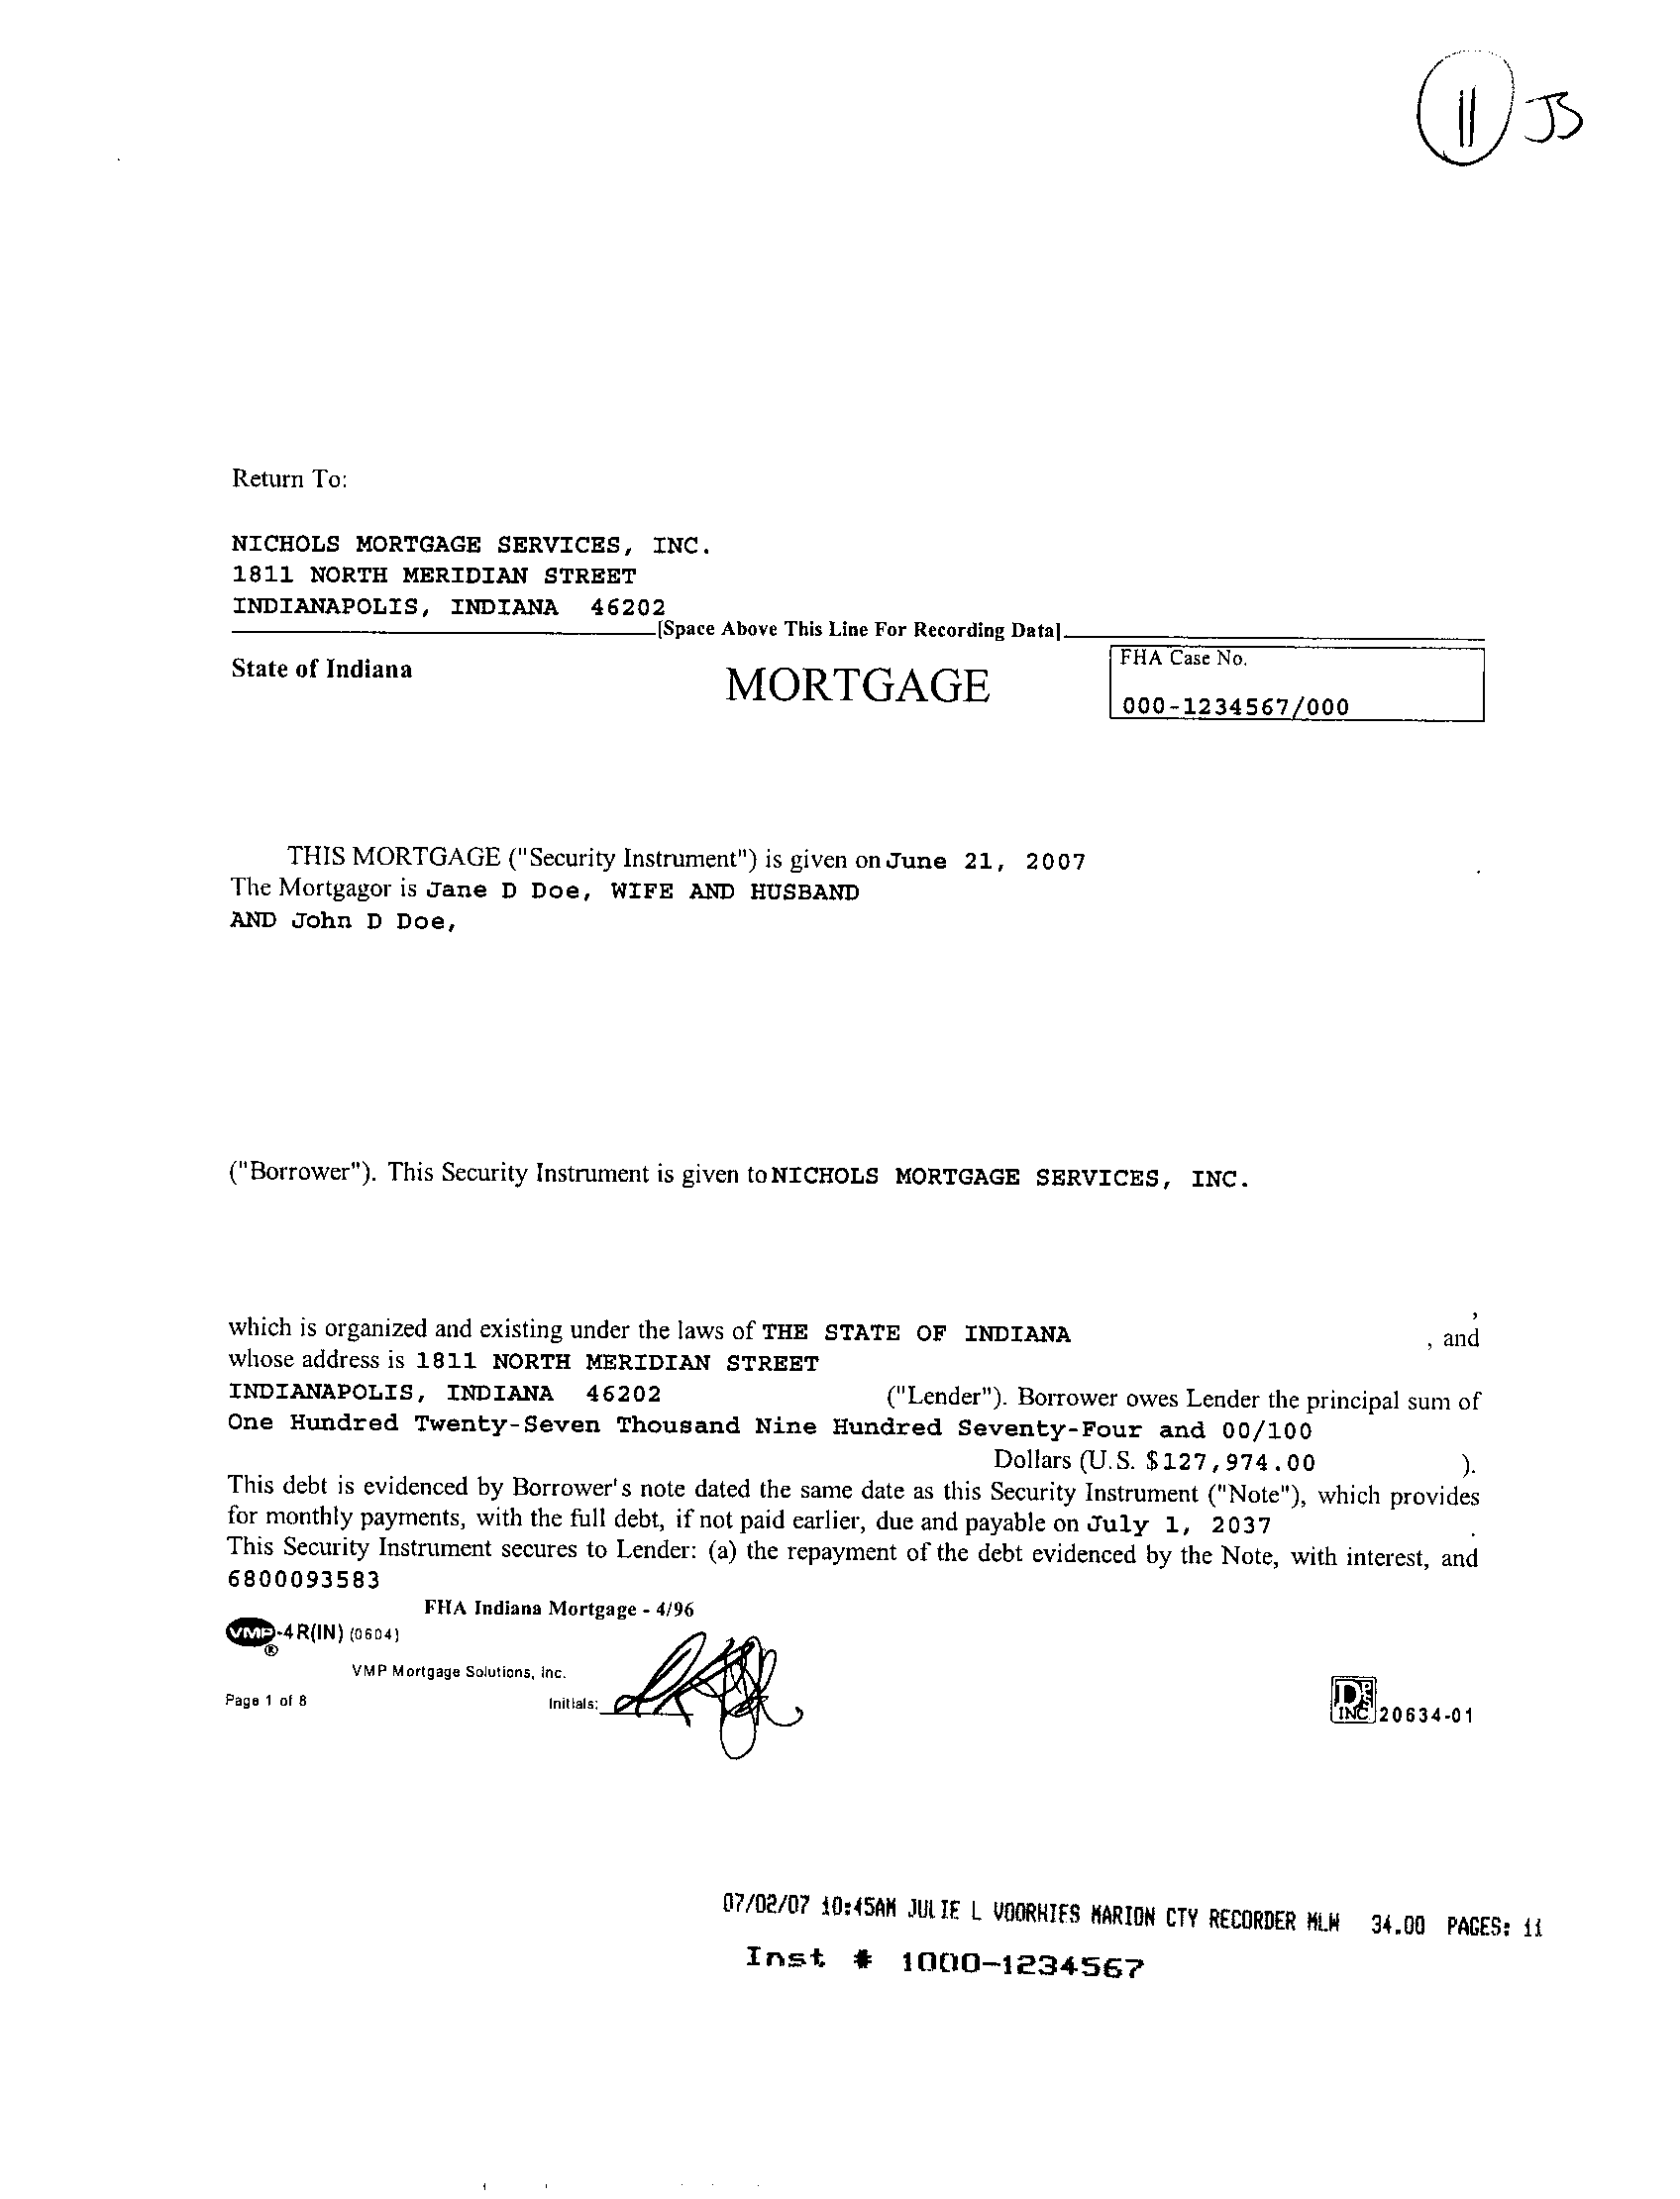 11 JS
Return To:
NICHOLS MORTGAGE SERVICES, INC.
1811 NORTH MERIDIAN STREET
INDIANAPOLIS, INDIANA 46202
[Space Above This Line For Recording Data]
State of Indiana
MORTGAGE
FHA Case No.
000-1234567/000
THIS MORTGAGE ("Security Instrument") is given on June 21, 2007
The Mortgagor is Jane D Doe, WIFE AND HUSBAND
AND John D Doe,
("Borrower"). This Security Instrument is given to NICHOLS MORTGAGE SERVICES, INC.
,
which is organized and existing under the laws of THE STATE OF INDIANA , and
whose address is 1811 NORTH MERIDIAN STREET
INDIANAPOLIS, INDIANA 46202 ("Lender"). Borrower owes Lender the principal sum of
One Hundred Twenty-Seven Thousand Nine Hundred Seventy-Four and 00/100
Dollars (U.S. $127,974.00 ).
This debt is evidenced by Borrower's note dated the same date as this Security Instrument ("Note"), which provides
for monthly payments, with the full debt, if not paid earlier, due and payable on July 1, 2037 .
This Security Instrument secures to Lender: (a) the repayment of the debt evidenced by the Note, with interest, and
6800093583
FHA Indiana Mortgage - 4/96
VMP®-4R(IN) (0604)
VMP Mortgage Solutions, Inc.
Page 1 of 8
Initials:
INC. 20634-01
07/02/07 10:45AM JULIE L VOORHIES MARION CTY RECORDER MLW 34.00 PAGES: 11
Inst # 1000-1234567